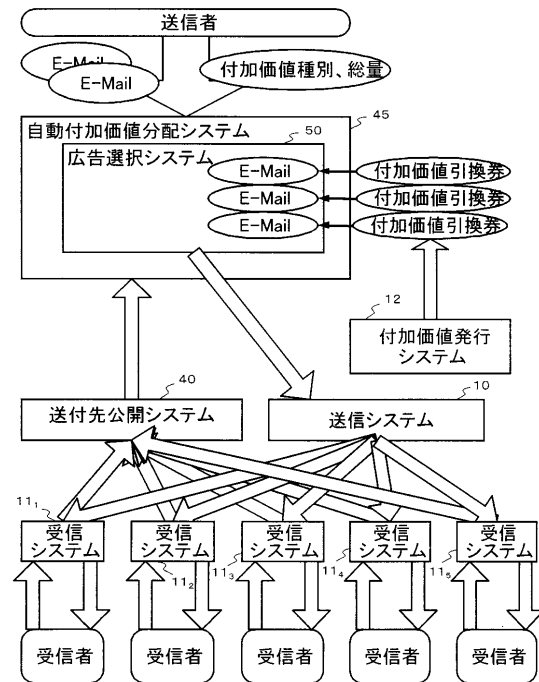 送信者
E-Mail
E-Mail
付加価値種別、総量
45
自動付加価値分配システム
50
広告選択システム
E-Mail
付加価値引換券
E-Mail
付加価値引換券
E-Mail
付加価値引換券
12
付加価値発行
システム
40
送付先公開システム
10
送信システム
11₁
受信
システム
11₂
受信
システム
11₃
受信
システム
11₄
受信
システム
11₅
受信
システム
受信者
受信者
受信者
受信者
受信者